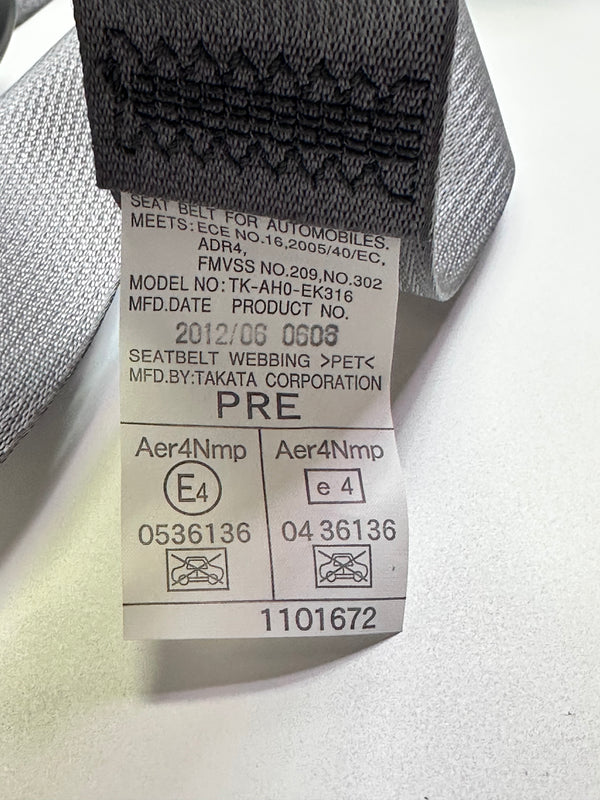 SEAT BELT FOR AUTOMOBILES.
MEETS: ECE NO.16,2005/40/EC,
ADR4,
FMVSS NO.209,NO.302
MODEL NO:TK-AH0-EK316
MFD.DATE PRODUCT NO.
2012/06 0606
SEATBELT WEBBING >PET<
MFD.BY:TAKATA CORPORATION
PRE
Aer4Nmp Aer4Nmp
E4 e 4
0536136 0436136
1101672